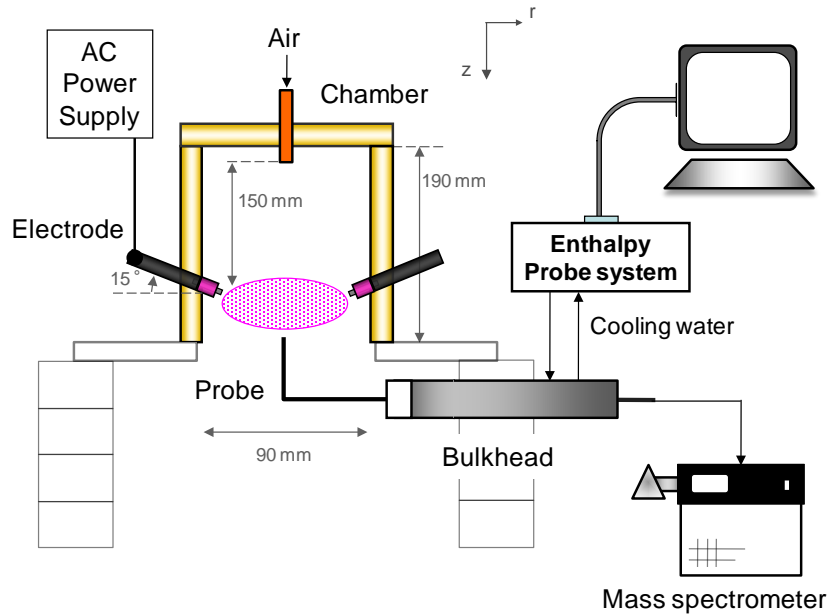 AC
Power
Supply
Air
r
z
Chamber
150 mm
190 mm
Electrode
15°
Enthalpy
Probe system
Cooling water
Probe
90 mm
Bulkhead
Mass spectrometer